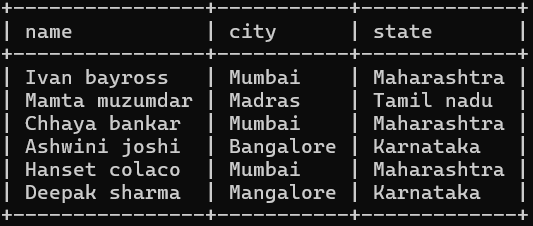 +-----------------+-----------+-------------+
| name            | city      | state       |
+-----------------+-----------+-------------+
| Ivan bayross    | Mumbai    | Maharashtra |
| Mamta muzumdar  | Madras    | Tamil nadu  |
| Chhaya bankar   | Mumbai    | Maharashtra |
| Ashwini joshi   | Bangalore | Karnataka   |
| Hanset colaco   | Mumbai    | Maharashtra |
| Deepak sharma   | Mangalore | Karnataka   |
+-----------------+-----------+-------------+